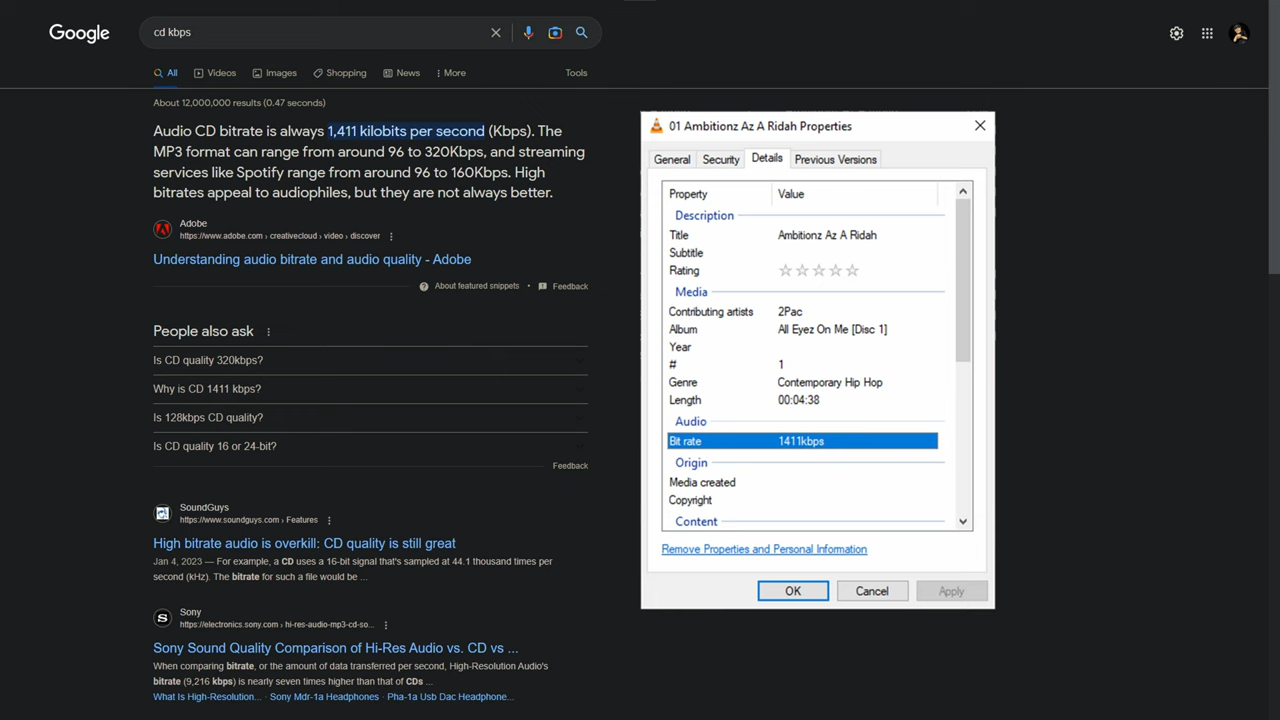 Google
cd kbps
All
Videos
Images
Shopping
News
More
Tools
About 12,000,000 results (0.47 seconds)
Audio CD bitrate is always 1,411 kilobits per second (Kbps). The
MP3 format can range from around 96 to 320Kbps, and streaming
services like Spotify range from around 96 to 160Kbps. High
bitrates appeal to audiophiles, but they are not always better.
Adobe
https://www.adobe.com › creativecloud › video › discover
Understanding audio bitrate and audio quality - Adobe
About featured snippets • Feedback
People also ask
Is CD quality 320kbps?
Why is CD 1411 kbps?
Is 128kbps CD quality?
Is CD quality 16 or 24-bit?
Feedback
SoundGuys
https://www.soundguys.com › Features
High bitrate audio is overkill: CD quality is still great
Jan 4, 2023 — For example, a CD uses a 16-bit signal that's sampled at 44.1 thousand times per
second (kHz). The bitrate for such a file would be ...
Sony
https://electronics.sony.com › hi-res-audio-mp3-cd-so...
Sony Sound Quality Comparison of Hi-Res Audio vs. CD vs ...
When comparing bitrate, or the amount of data transferred per second, High-Resolution Audio's
bitrate (9,216 kbps) is nearly seven times higher than that of CDs ...
What Is High-Resolution... · Sony Mdr-1a Headphones · Pha-1a Usb Dac Headphone...
01 Ambitionz Az A Ridah Properties
General Security Details Previous Versions
Property Value
Description
Title Ambitionz Az A Ridah
Subtitle
Rating
Media
Contributing artists 2Pac
Album All Eyez On Me [Disc 1]
Year
# 1
Genre Contemporary Hip Hop
Length 00:04:38
Audio
Bit rate 1411kbps
Origin
Media created
Copyright
Content
Remove Properties and Personal Information
OK Cancel Apply